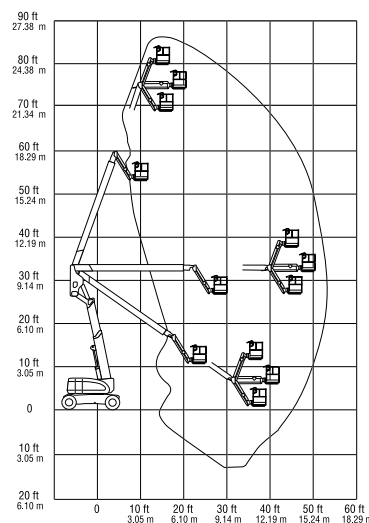 90 ft
27.38 m
80 ft
24.38 m
70 ft
21.34 m
60 ft
18.29 m
50 ft
15.24 m
40 ft
12.19 m
30 ft
9.14 m
20 ft
6.10 m
10 ft
3.05 m
0
10 ft
3.05 m
20 ft
6.10 m
0 10 ft 20 ft 30 ft 40 ft 50 ft 60 ft
3.05 m 6.10 m 9.14 m 12.19 m 15.24 m 18.29 m